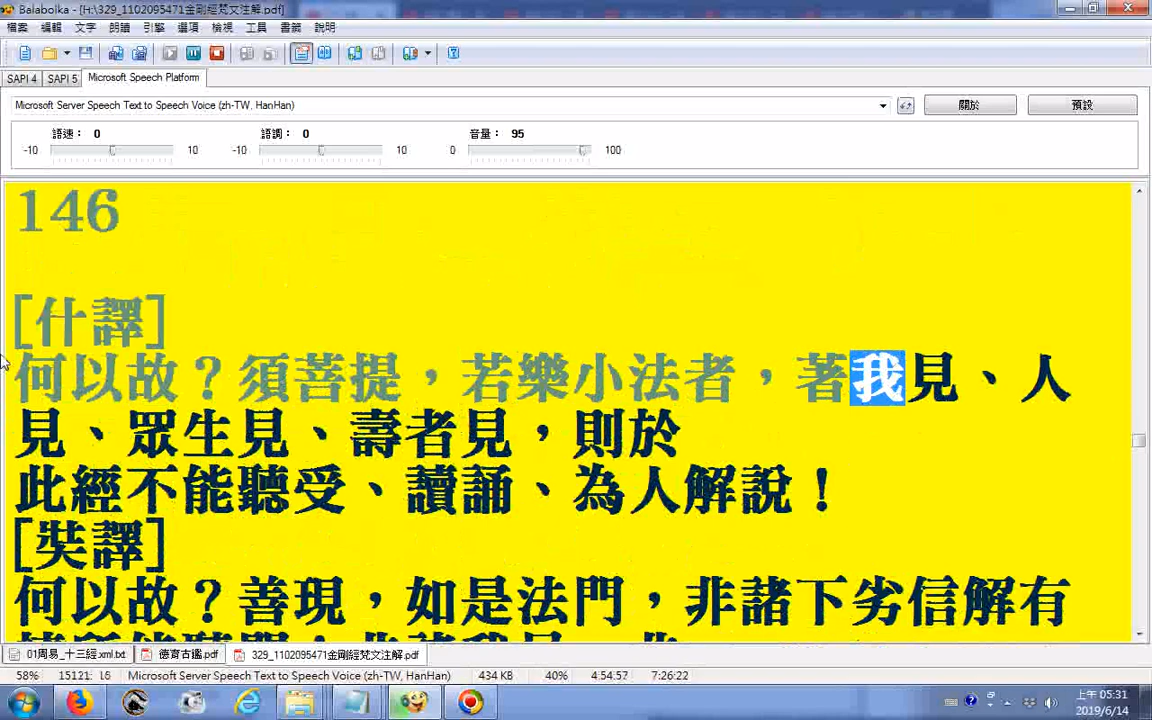 Balabolka - [H:\329_1102095471金剛經梵文注解.pdf]
檔案 編輯 文字 朗讀 引擎 選項 檢視 工具 書籤 說明
SAPI 4 SAPI 5 Microsoft Speech Platform
Microsoft Server Speech Text to Speech Voice (zh-TW, HanHan) 關於 預設
語速： 0 語調： 0 音量： 95
-10 10 -10 10 0 100
146
[什譯]
何以故？須菩提，若樂小法者，著我見、人
見、眾生見、壽者見，則於
此經不能聽受、讀誦、為人解說！
[奘譯]
何以故？善現，如是法門，非諸下劣信解有
01周易_十三經.xml.txt 德育古鑑.pdf 329_1102095471金剛經梵文注解.pdf
58% 15121: 16 Microsoft Server Speech Text to Speech Voice (zh-TW, HanHan) 434 KB 40% 4:54:57 7:26:22
上午 05:31
2019/6/14